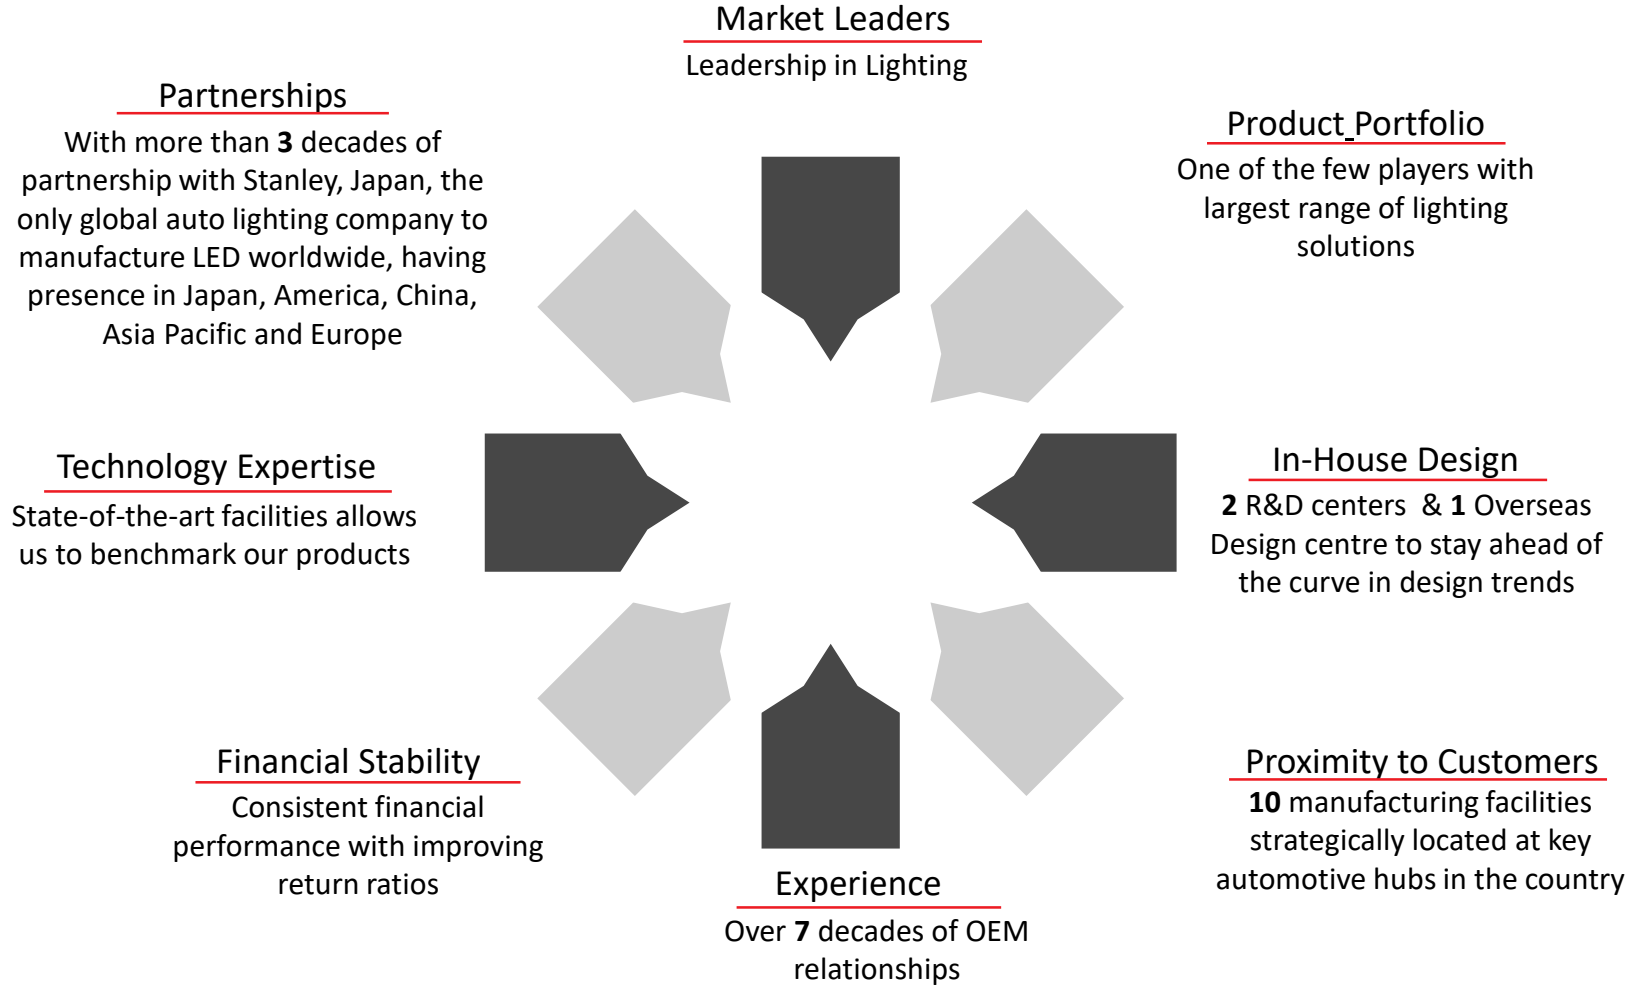 Market Leaders
Leadership in Lighting
Partnerships
With more than 3 decades of
partnership with Stanley, Japan, the
only global auto lighting company to
manufacture LED worldwide, having
presence in Japan, America, China,
Asia Pacific and Europe
Product Portfolio
One of the few players with
largest range of lighting
solutions
Technology Expertise
State-of-the-art facilities allows
us to benchmark our products
In-House Design
2 R&D centers & 1 Overseas
Design centre to stay ahead of
the curve in design trends
Financial Stability
Consistent financial
performance with improving
return ratios
Proximity to Customers
10 manufacturing facilities
strategically located at key
automotive hubs in the country
Experience
Over 7 decades of OEM
relationships